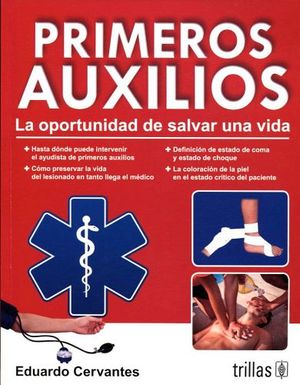 PRIMEROS
AUXILIOS
La oportunidad de salvar una vida
+ Hasta dónde puede intervenir
el ayudista de primeros auxilios
+ Cómo preservar la vida
del lesionado en tanto llega el médico
+ Definición de estado de coma
y estado de choque
+ La coloración de la piel
en el estado crítico del paciente
Eduardo Cervantes
trillas